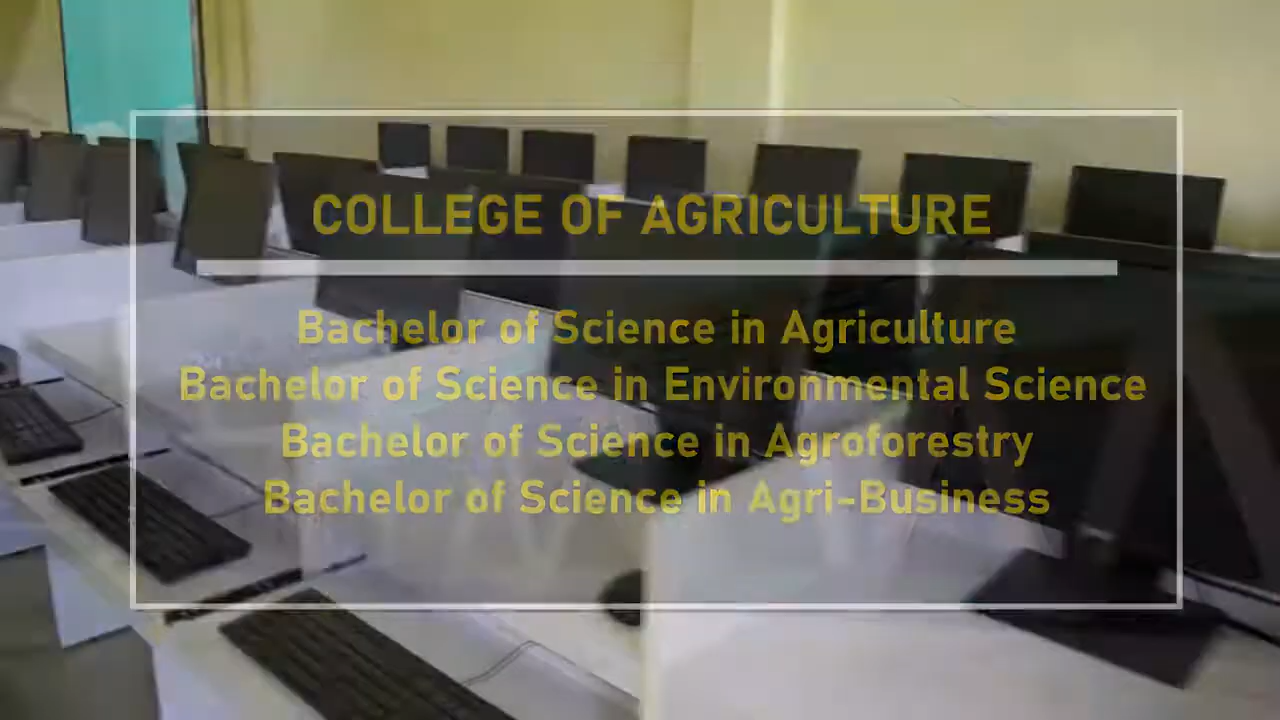 COLLEGE OF AGRICULTURE
Bachelor of Science in Agriculture
Bachelor of Science in Environmental Science
Bachelor of Science in Agroforestry
Bachelor of Science in Agri-Business